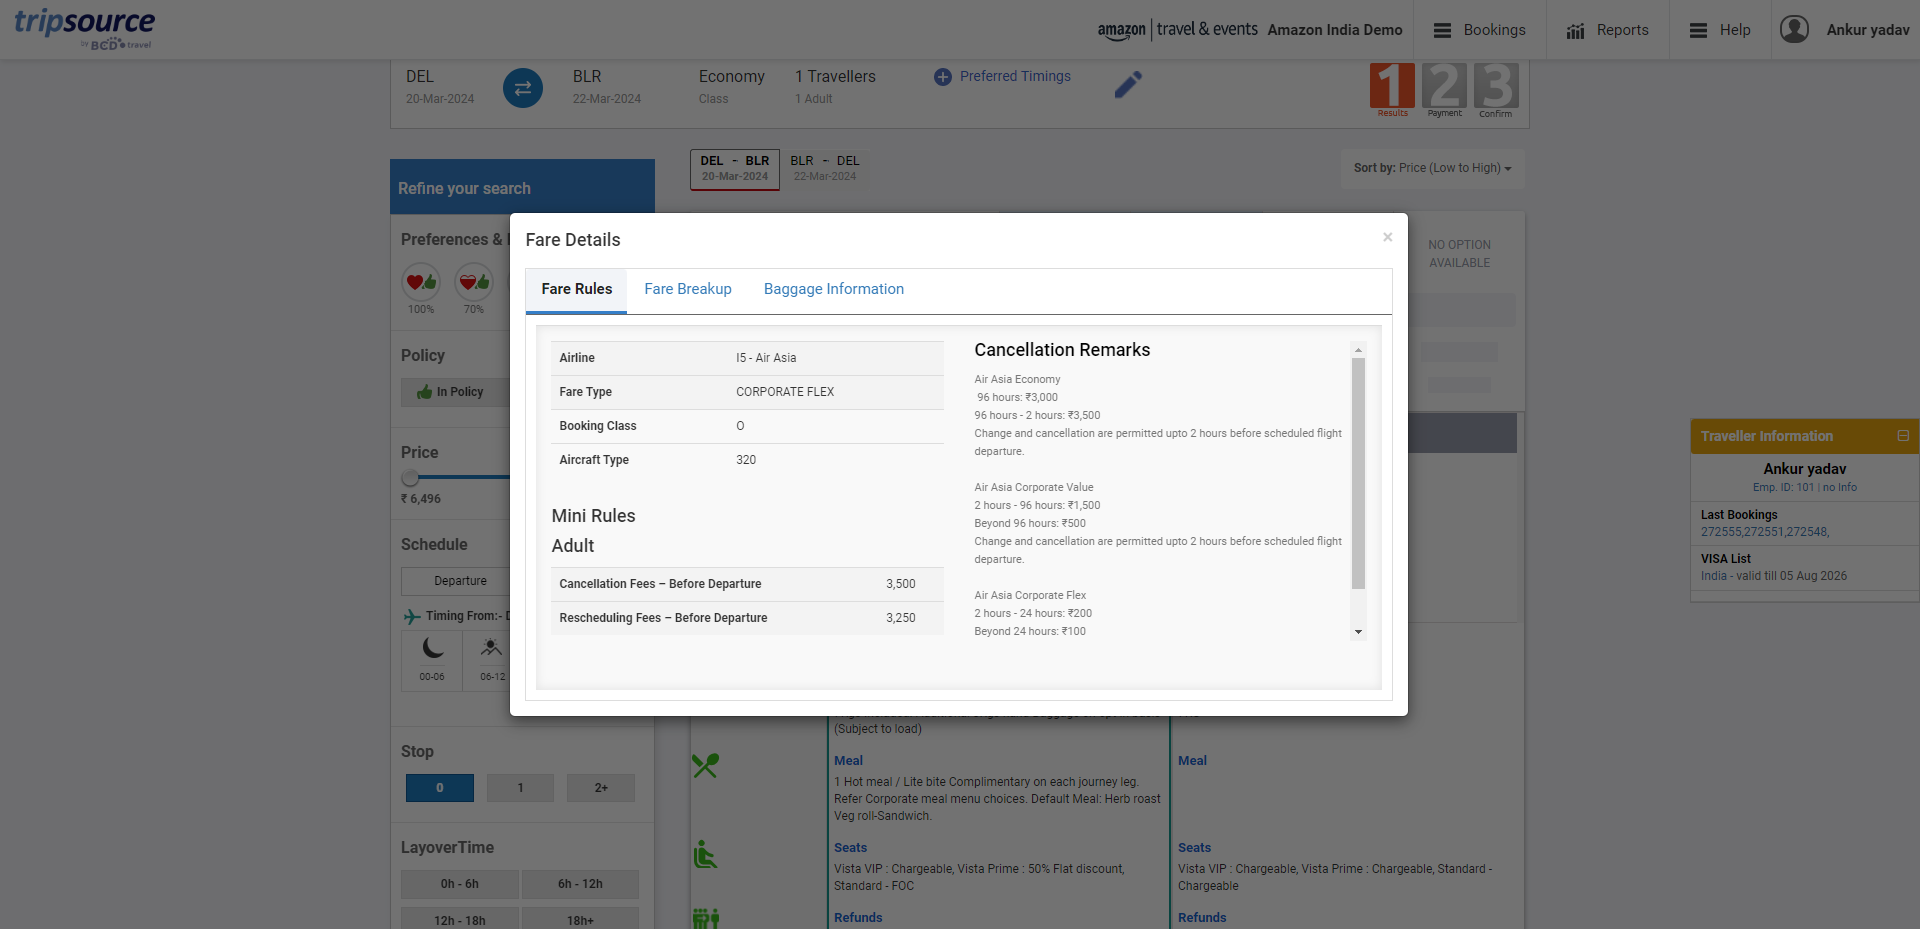 tripsource
by BCD travel
amazon | travel & events Amazon India Demo
Bookings
Reports
Help
Ankur yadav
DEL
20-Mar-2024
BLR
22-Mar-2024
Economy
Class
1 Travellers
1 Adult
Preferred Timings
1 Results
2 Payment
3 Confirm
DEL - BLR
20-Mar-2024
BLR - DEL
22-Mar-2024
Sort by: Price (Low to High)
Refine your search
Preferences &
100%
70%
Policy
In Policy
Price
₹ 6,496
Schedule
Departure
Timing From:- D
00-06
06-12
Stop
0
1
2+
LayoverTime
0h - 6h
6h - 12h
12h - 18h
18h+
NO OPTION
AVAILABLE
Fare Details
×
Fare Rules
Fare Breakup
Baggage Information
Airline I5 - Air Asia
Fare Type CORPORATE FLEX
Booking Class O
Aircraft Type 320
Mini Rules
Adult
Cancellation Fees – Before Departure 3,500
Rescheduling Fees – Before Departure 3,250
Cancellation Remarks
Air Asia Economy
96 hours: ₹3,000
96 hours - 2 hours: ₹3,500
Change and cancellation are permitted upto 2 hours before scheduled flight
departure.
Air Asia Corporate Value
2 hours - 96 hours: ₹1,500
Beyond 96 hours: ₹500
Change and cancellation are permitted upto 2 hours before scheduled flight
departure.
Air Asia Corporate Flex
2 hours - 24 hours: ₹200
Beyond 24 hours: ₹100
(Subject to load)
Meal
1 Hot meal / Lite bite Complimentary on each journey leg.
Refer Corporate meal menu choices. Default Meal: Herb roast
Veg roll-Sandwich.
Meal
Seats
Vista VIP : Chargeable, Vista Prime : 50% Flat discount,
Standard - FOC
Seats
Vista VIP : Chargeable, Vista Prime : Chargeable, Standard -
Chargeable
Refunds
Refunds
Traveller Information
Ankur yadav
Emp. ID: 101 | no Info
Last Bookings
272555,272551,272548,
VISA List
India - valid till 05 Aug 2026